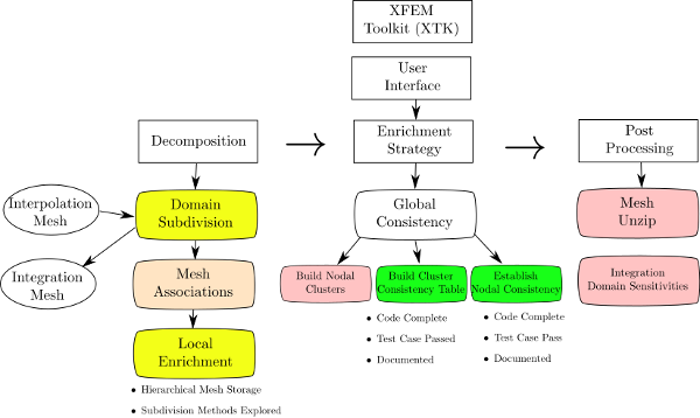 XFEM
Toolkit (XTK)
User
Interface
Decomposition
Enrichment
Strategy
Post
Processing
Interpolation
Mesh
Domain
Subdivision
Global
Consistency
Mesh
Unzip
Integration
Mesh
Mesh
Associations
Build Nodal
Clusters
Build Cluster
Consistency Table
Establish
Nodal Consistency
Integration
Domain Sensitivities
• Code Complete
• Test Case Passed
• Documented
• Code Complete
• Test Case Pass
• Documented
Local
Enrichment
• Hierarchical Mesh Storage
• Subdivision Methods Explored